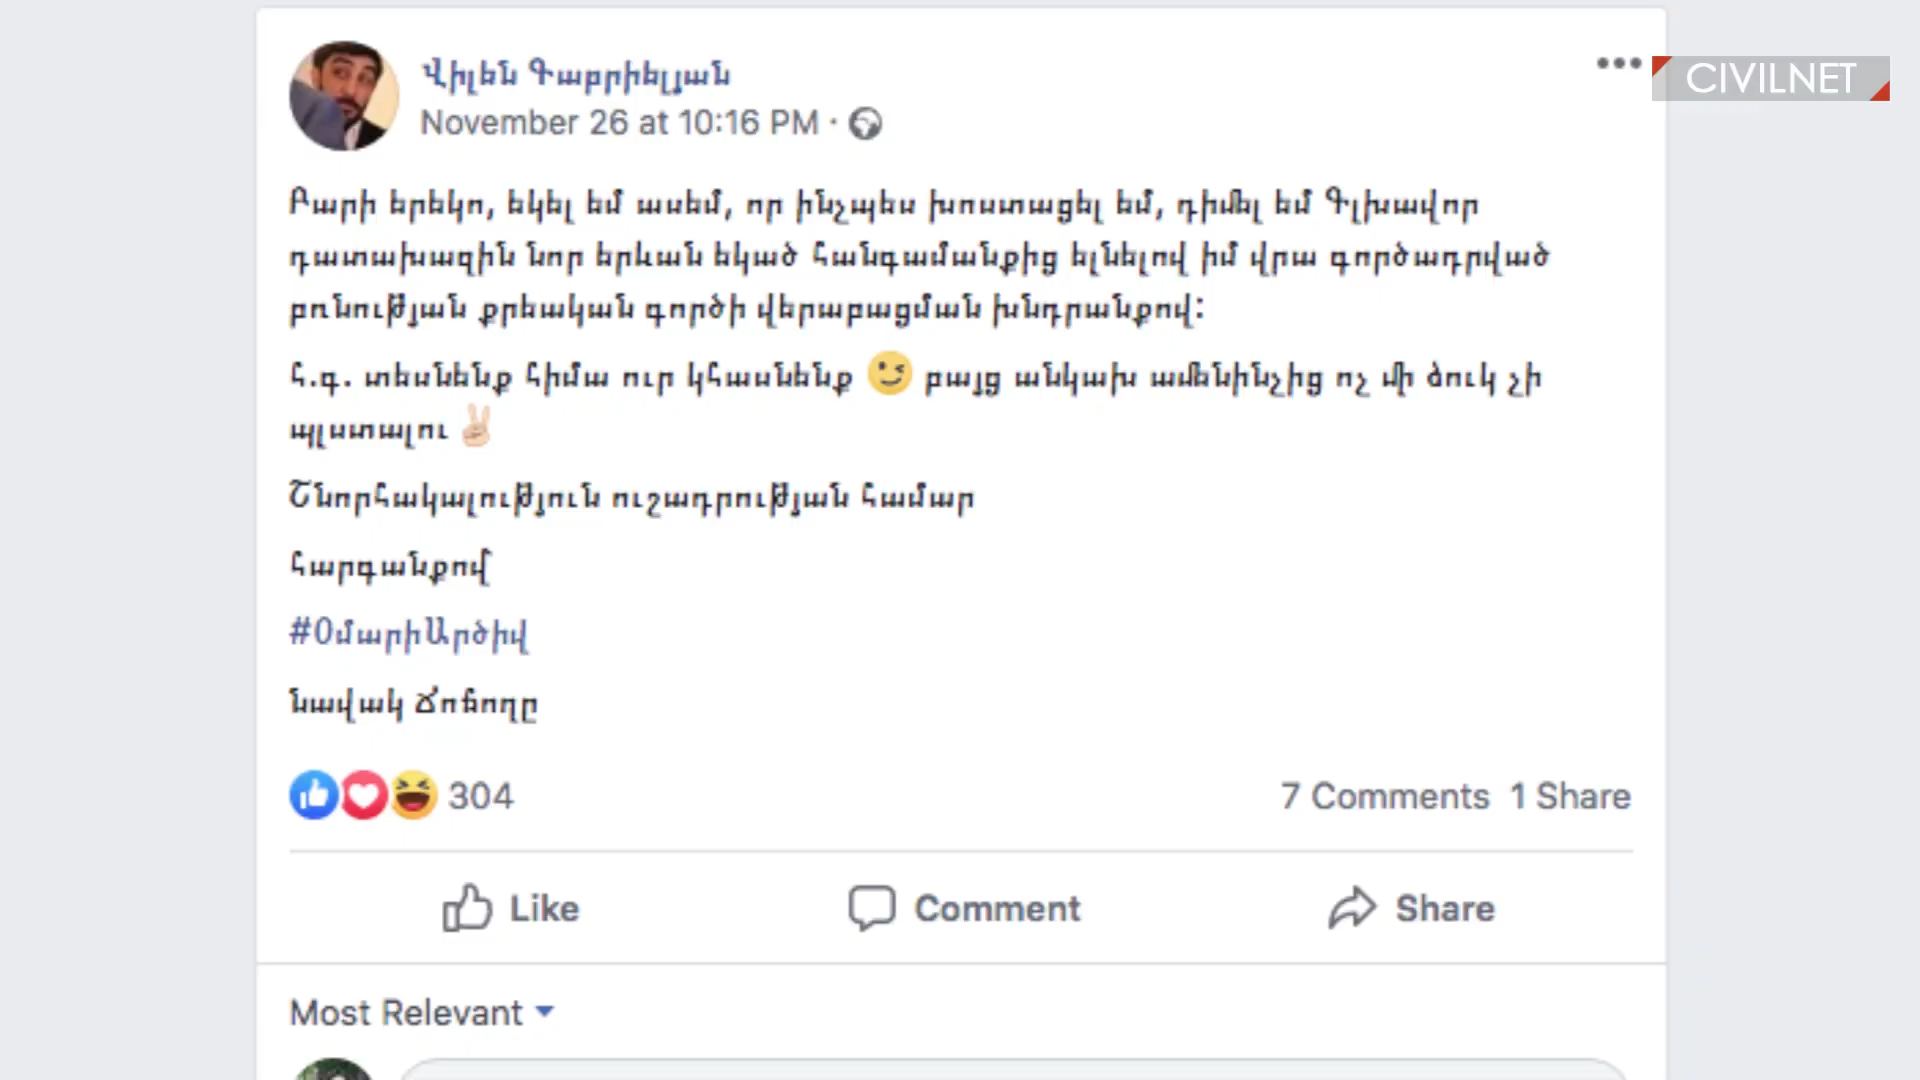 Վիլեն Գաբրիելյան
November 26 at 10:16 PM ·
CIVILNET
Բարի երեկո, եկել եմ ասեմ, որ ինչպես խոստացել եմ, դիմել եմ Գլխավոր
դատախազին նոր երևան եկած հանգամանքից ելնելով իմ վրա գործադրված
բռնության քրեական գործի վերաբացման խնդրանքով:
Հ.գ. տեսնենք հիմա ուր կհասնենք 😉 բայց անկախ ամենինչից ոչ մի ձուկ չի
պլստալու ✌🏻
Շնորհակալություն ուշադրության համար
Հարգանքով՝
#ՕմարիԱրծիվ
Նավակ Ճոճողը
304
7 Comments 1 Share
Like
Comment
Share
Most Relevant